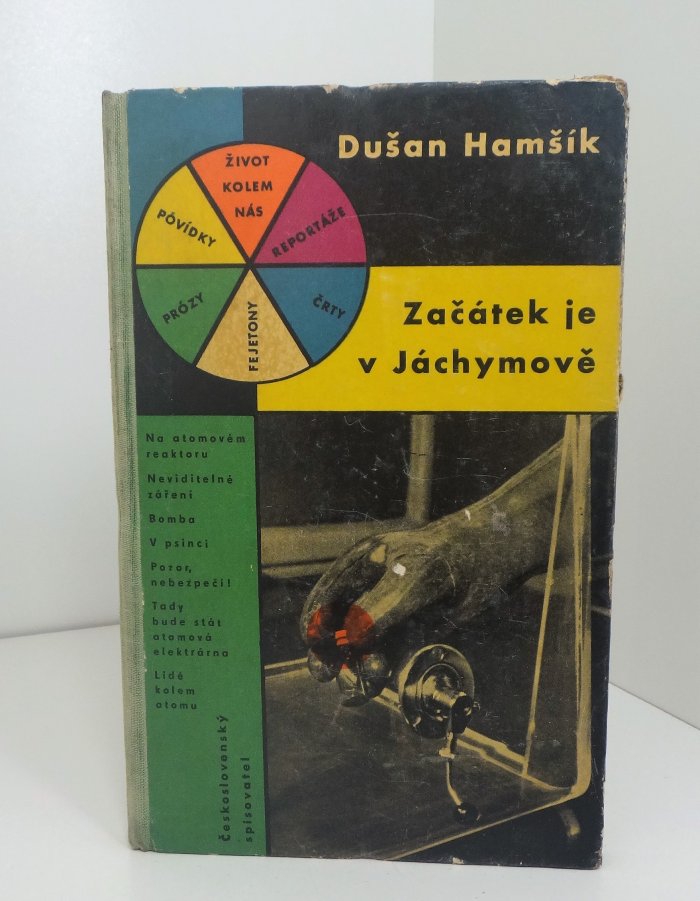 Dušan Hamšík
ŽIVOT
KOLEM
NÁS
REPORTÁŽE
ČRTY
FEJETONY
PRÓZY
PÓVÍDKY
Začátek je
v Jáchymově
Na atomovém
reaktoru
Neviditelné
záření
Bomba
V psinci
Pozor,
nebezpečí!
Tady
bude stát
atomová
elektrárna
Lidé
kolem
atomu
Československý
spisovatel